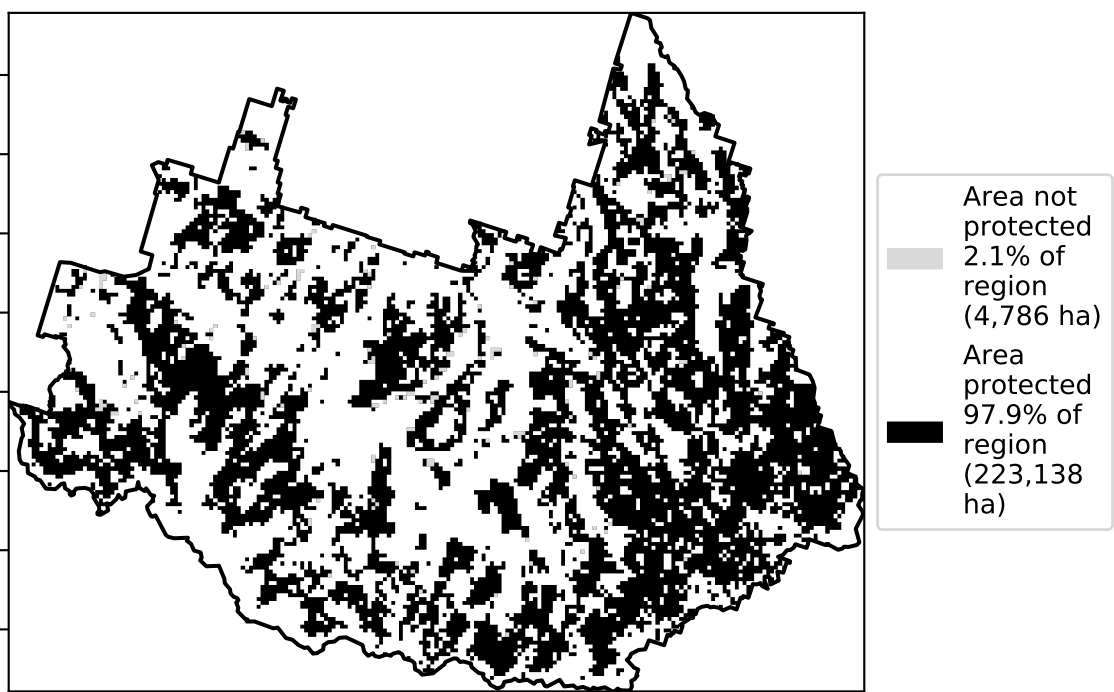 Area not
protected
2.1% of
region
(4,786 ha)
Area
protected
97.9% of
region
(223,138
ha)